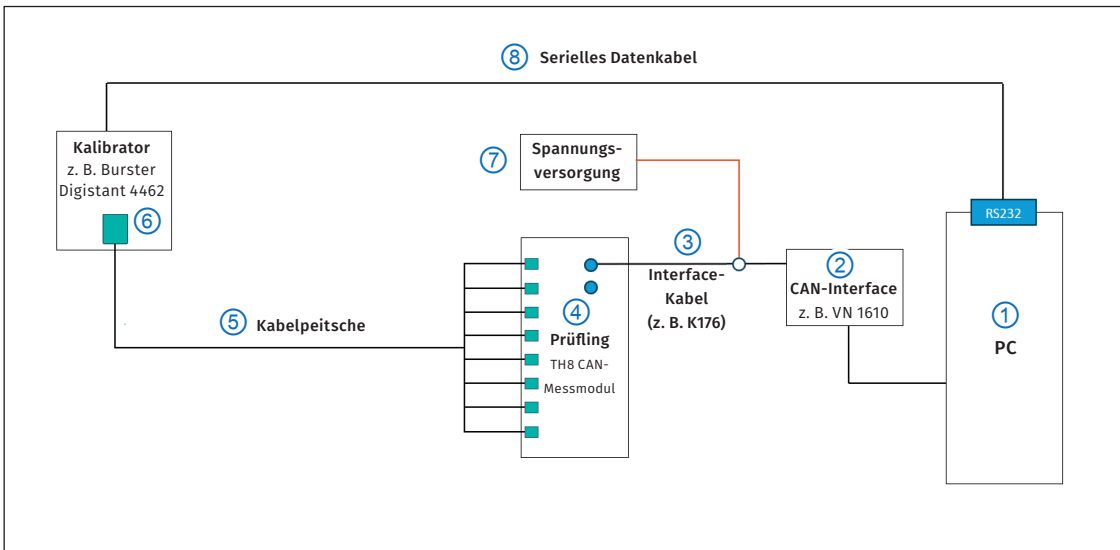 ⑧ Serielles Datenkabel
Kalibrator
z. B. Burster
Digistant 4462
⑥
⑦
Spannungs-
versorgung
RS232
③
Interface-
Kabel
(z. B. K176)
②
CAN-Interface
z. B. VN 1610
①
PC
④
Prüfling
TH8 CAN-
Messmodul
⑤ Kabelpeitsche